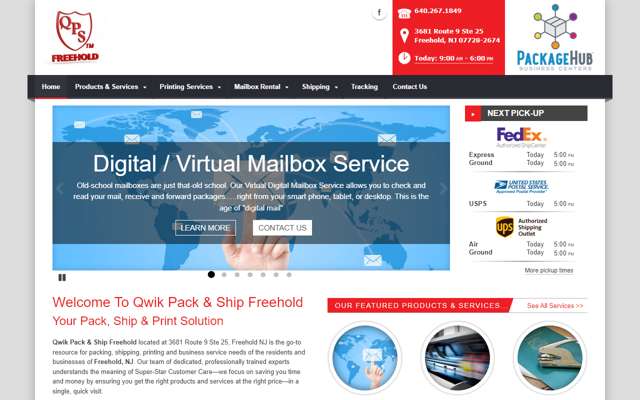 QPS
TM
FREEHOLD
f
640.267.1849
3681 Route 9 Ste 25
Freehold, NJ 07728-2674
Today: 9:00 AM - 6:00 PM
PACKAGEHUB
BUSINESS CENTERS
Home Products & Services Printing Services Mailbox Rental Shipping Tracking Contact Us
Digital / Virtual Mailbox Service
Old-school mailboxes are just that-old school. Our Virtual Digital Mailbox Service allows you to check and
read your mail, receive and forward packages.....right from your smart phone, tablet, or desktop. This is the
age of "digital mail"
LEARN MORE CONTACT US
NEXT PICK-UP
FedEx
Authorized ShipCenter
Express Today 5:00 PM
Ground Today 5:00 PM
UNITED STATES
POSTAL SERVICE
Approved Postal Provider
USPS Today 5:00 PM
ups Authorized
Shipping
Outlet
Air Today 5:00 PM
Ground Today 5:00 PM
More pickup times
Welcome To Qwik Pack & Ship Freehold
Your Pack, Ship & Print Solution
Qwik Pack & Ship Freehold located at 3681 Route 9 Ste 25, Freehold NJ is the go-to
resource for packing, shipping, printing and business service needs of the residents and
businesses of Freehold, NJ. Our team of dedicated, professionally trained experts
understands the meaning of Super-Star Customer Care—we focus on saving you time
and money by ensuring you get the right products and services at the right price—in a
single, quick visit.
OUR FEATURED PRODUCTS & SERVICES...
See All Services >>